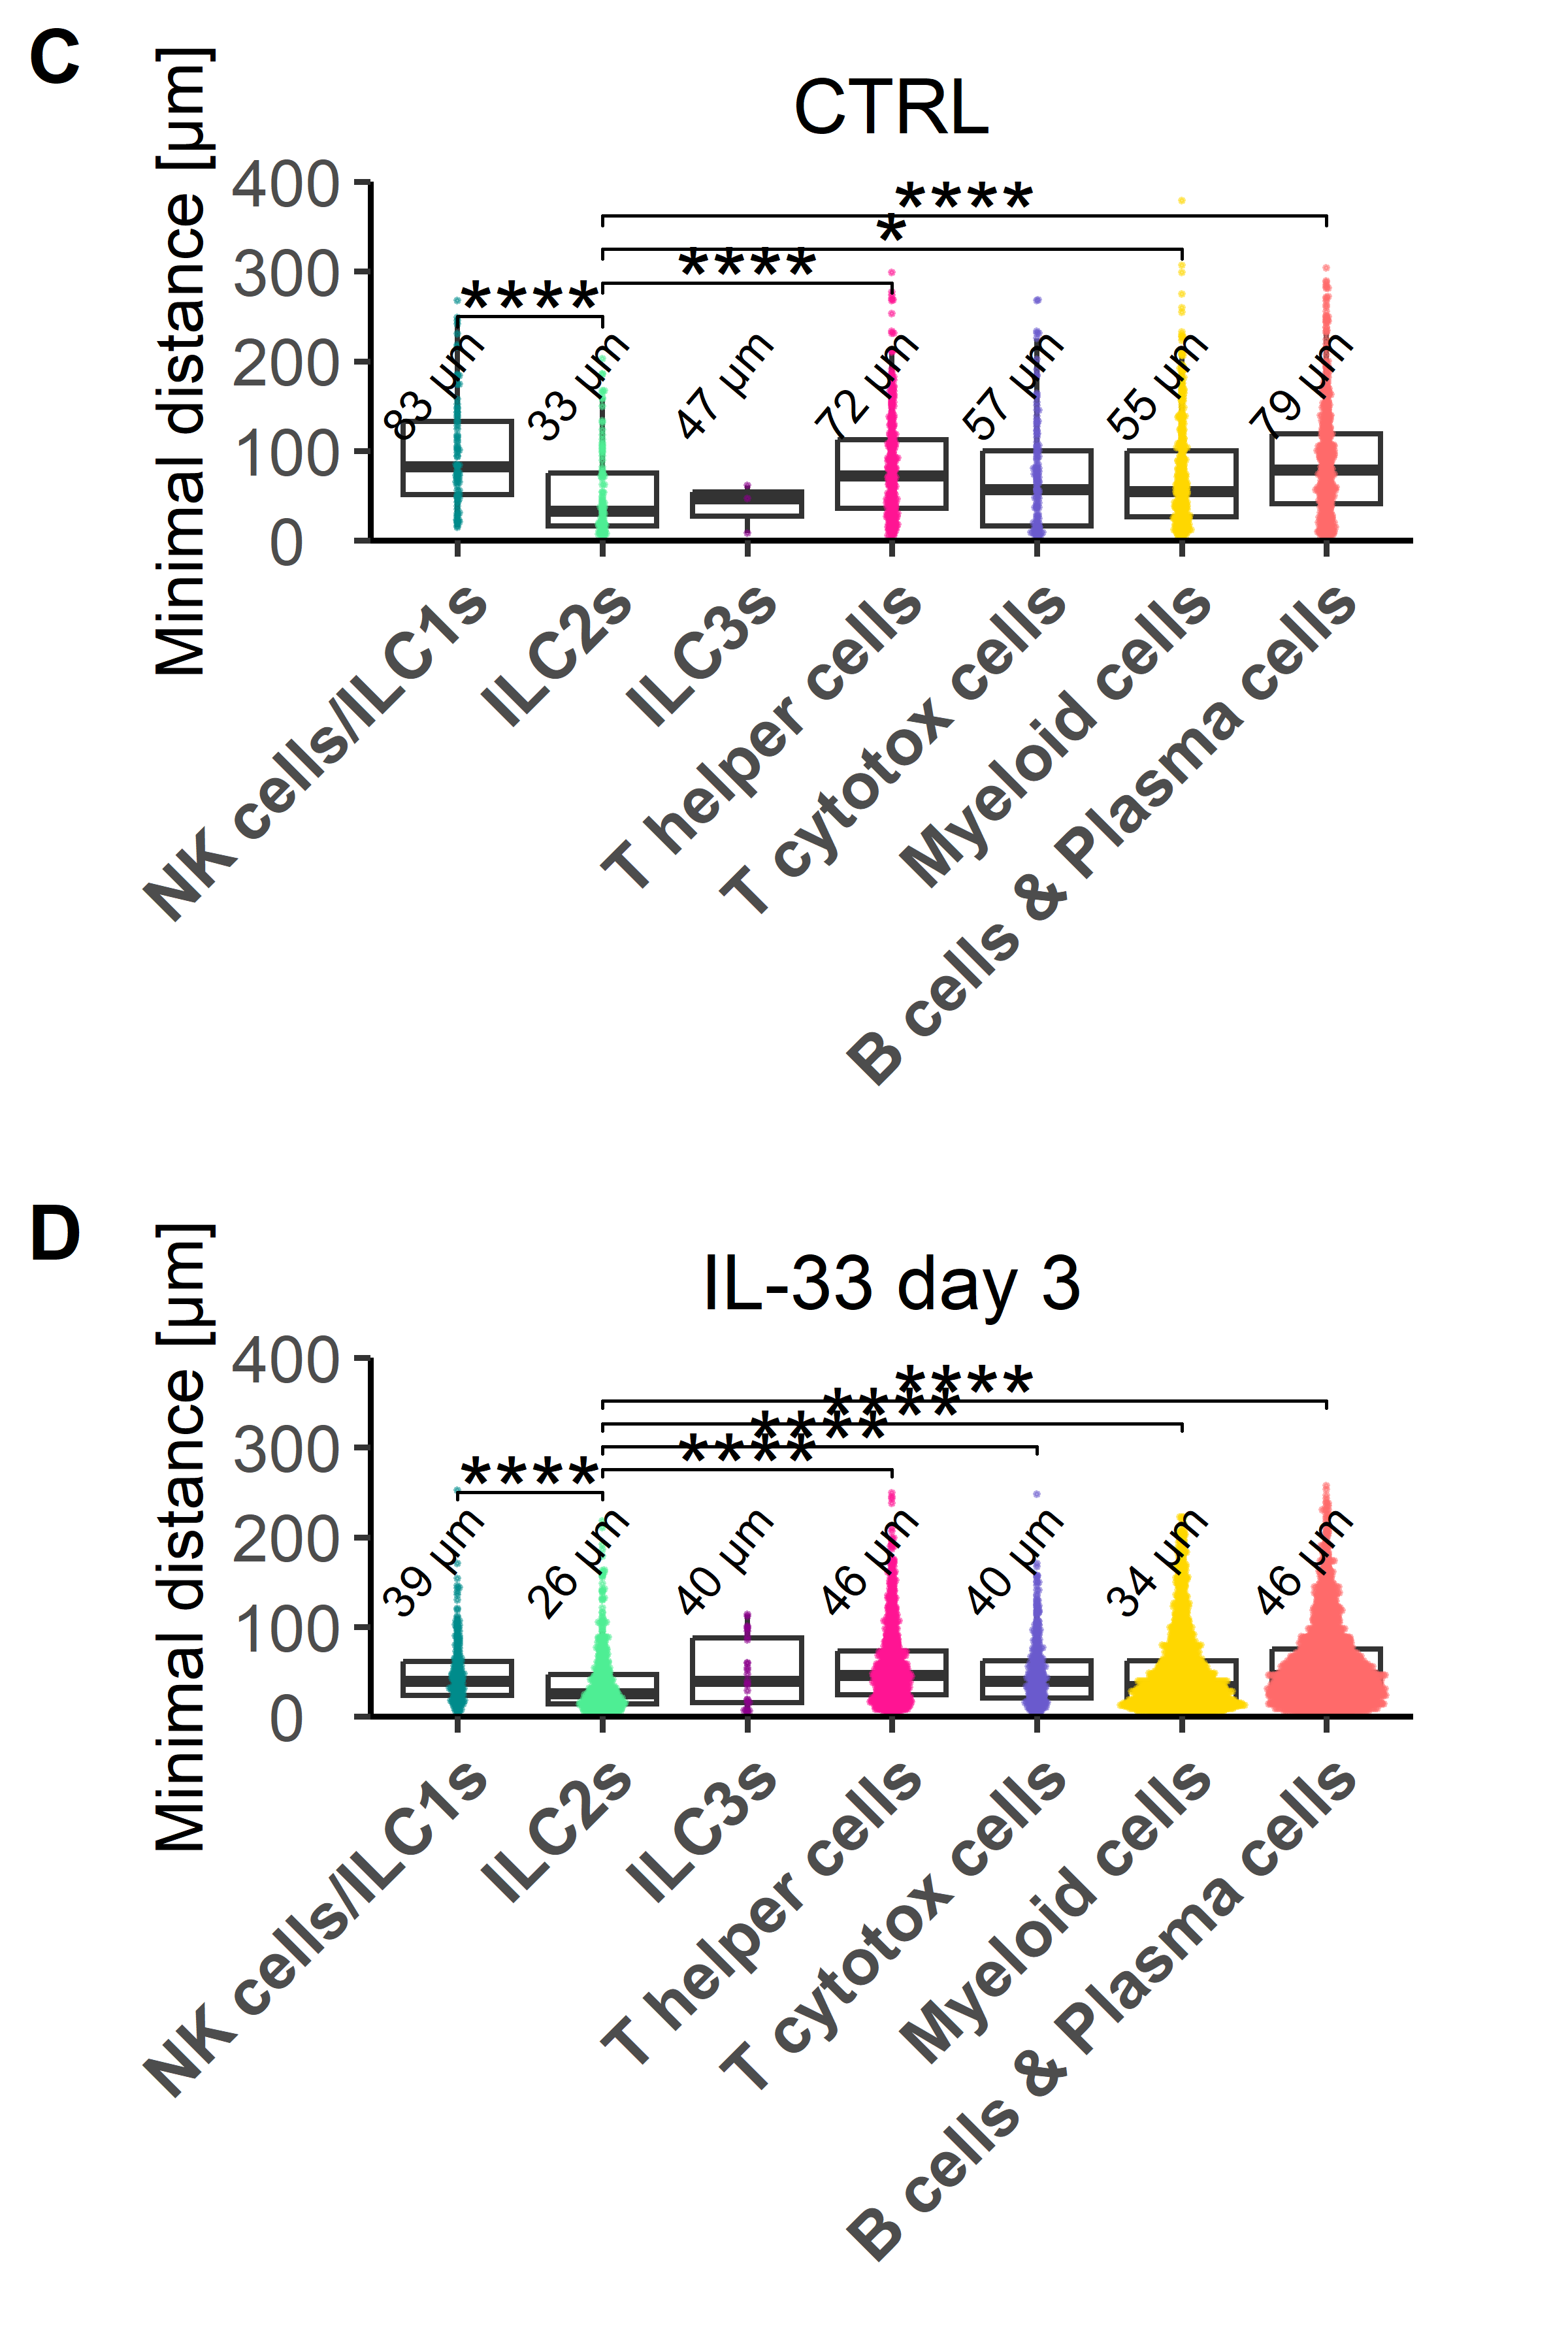 C
CTRL
Minimal distance [µm]
400
300
200
100
0
****
*
****
****
83 µm
33 µm
47 µm
72 µm
57 µm
55 µm
79 µm
NK cells/ILC1s
ILC2s
ILC3s
T helper cells
T cytotox cells
Myeloid cells
B cells & Plasma cells
D
IL-33 day 3
Minimal distance [µm]
400
300
200
100
0
****
****
****
****
****
39 µm
26 µm
40 µm
46 µm
40 µm
34 µm
46 µm
NK cells/ILC1s
ILC2s
ILC3s
T helper cells
T cytotox cells
Myeloid cells
B cells & Plasma cells